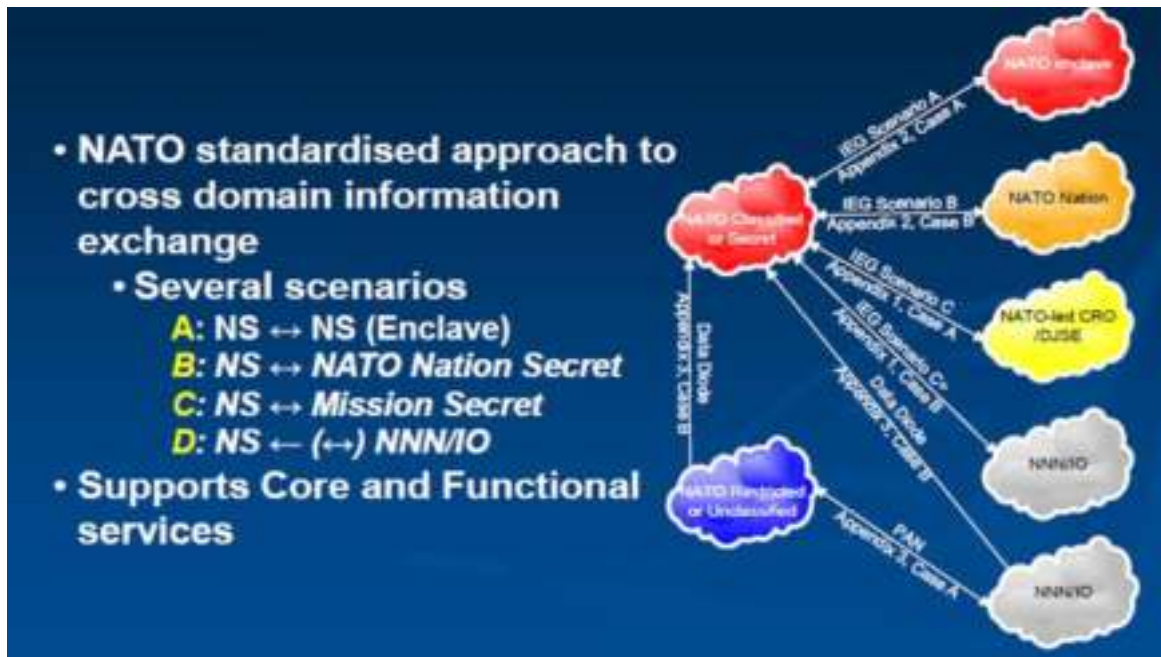 • NATO standardised approach to
cross domain information
exchange
• Several scenarios
A: NS ↔ NS (Enclave)
B: NS ↔ NATO Nation Secret
C: NS ↔ Mission Secret
D: NS ← (↔) NNN/IO
• Supports Core and Functional
services
NATO enclave
IEG Scenario A
Appendix 2, Case A
NATO Nation
IEG Scenario B
Appendix 2, Case B
NATO Classified
or Secret
IEG Scenario C
Appendix 1, Case A
NATO-led CRO
/DJSE
IEG Scenario C+
Appendix 1, Case B
Data Diode
Appendix 3, Case B
Data Diode
Appendix 3, Case B
NNN/IO
NATO Restricted
or Unclassified
PAN
Appendix 3, Case A
NNN/IO